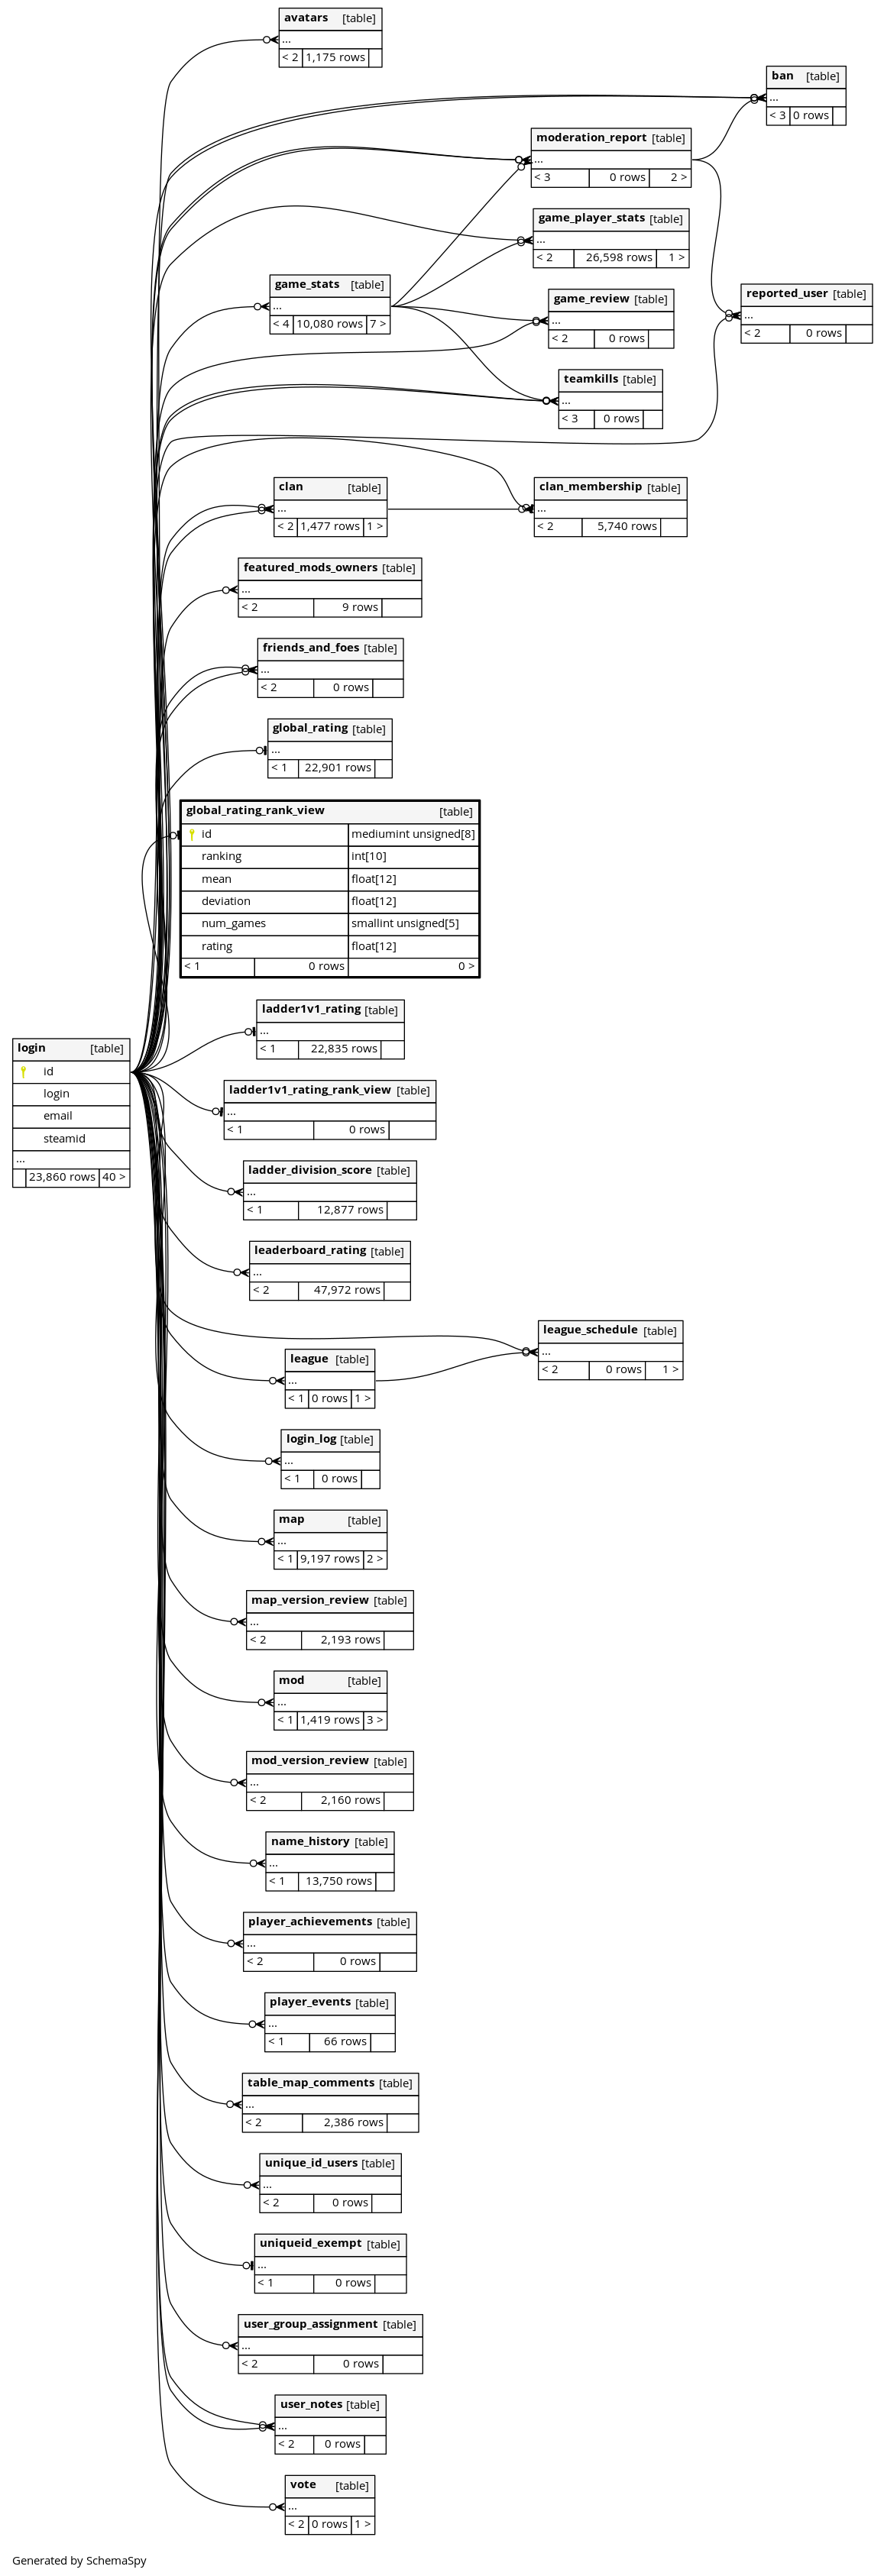 avatars [table]
...
< 2 1,175 rows
ban [table]
...
< 3 0 rows
moderation_report [table]
...
< 3 0 rows 2 >
game_player_stats [table]
...
< 2 26,598 rows 1 >
game_stats [table]
...
< 4 10,080 rows 7 >
game_review [table]
...
< 2 0 rows
reported_user [table]
...
< 2 0 rows
teamkills [table]
...
< 3 0 rows
clan [table]
...
< 2 1,477 rows 1 >
clan_membership [table]
...
< 2 5,740 rows
featured_mods_owners [table]
...
< 2 9 rows
friends_and_foes [table]
...
< 2 0 rows
global_rating [table]
...
< 1 22,901 rows
global_rating_rank_view [table]
id mediumint unsigned[8]
ranking int[10]
mean float[12]
deviation float[12]
num_games smallint unsigned[5]
rating float[12]
< 1 0 rows 0 >
ladder1v1_rating [table]
...
< 1 22,835 rows
login [table]
id
login
email
steamid
...
23,860 rows 40 >
ladder1v1_rating_rank_view [table]
...
< 1 0 rows
ladder_division_score [table]
...
< 1 12,877 rows
leaderboard_rating [table]
...
< 2 47,972 rows
league_schedule [table]
...
< 2 0 rows 1 >
league [table]
...
< 1 0 rows 1 >
login_log [table]
...
< 1 0 rows
map [table]
...
< 1 9,197 rows 2 >
map_version_review [table]
...
< 2 2,193 rows
mod [table]
...
< 1 1,419 rows 3 >
mod_version_review [table]
...
< 2 2,160 rows
name_history [table]
...
< 1 13,750 rows
player_achievements [table]
...
< 2 0 rows
player_events [table]
...
< 1 66 rows
table_map_comments [table]
...
< 2 2,386 rows
unique_id_users [table]
...
< 2 0 rows
uniqueid_exempt [table]
...
< 1 0 rows
user_group_assignment [table]
...
< 2 0 rows
user_notes [table]
...
< 2 0 rows
vote [table]
...
< 2 0 rows 1 >
Generated by SchemaSpy